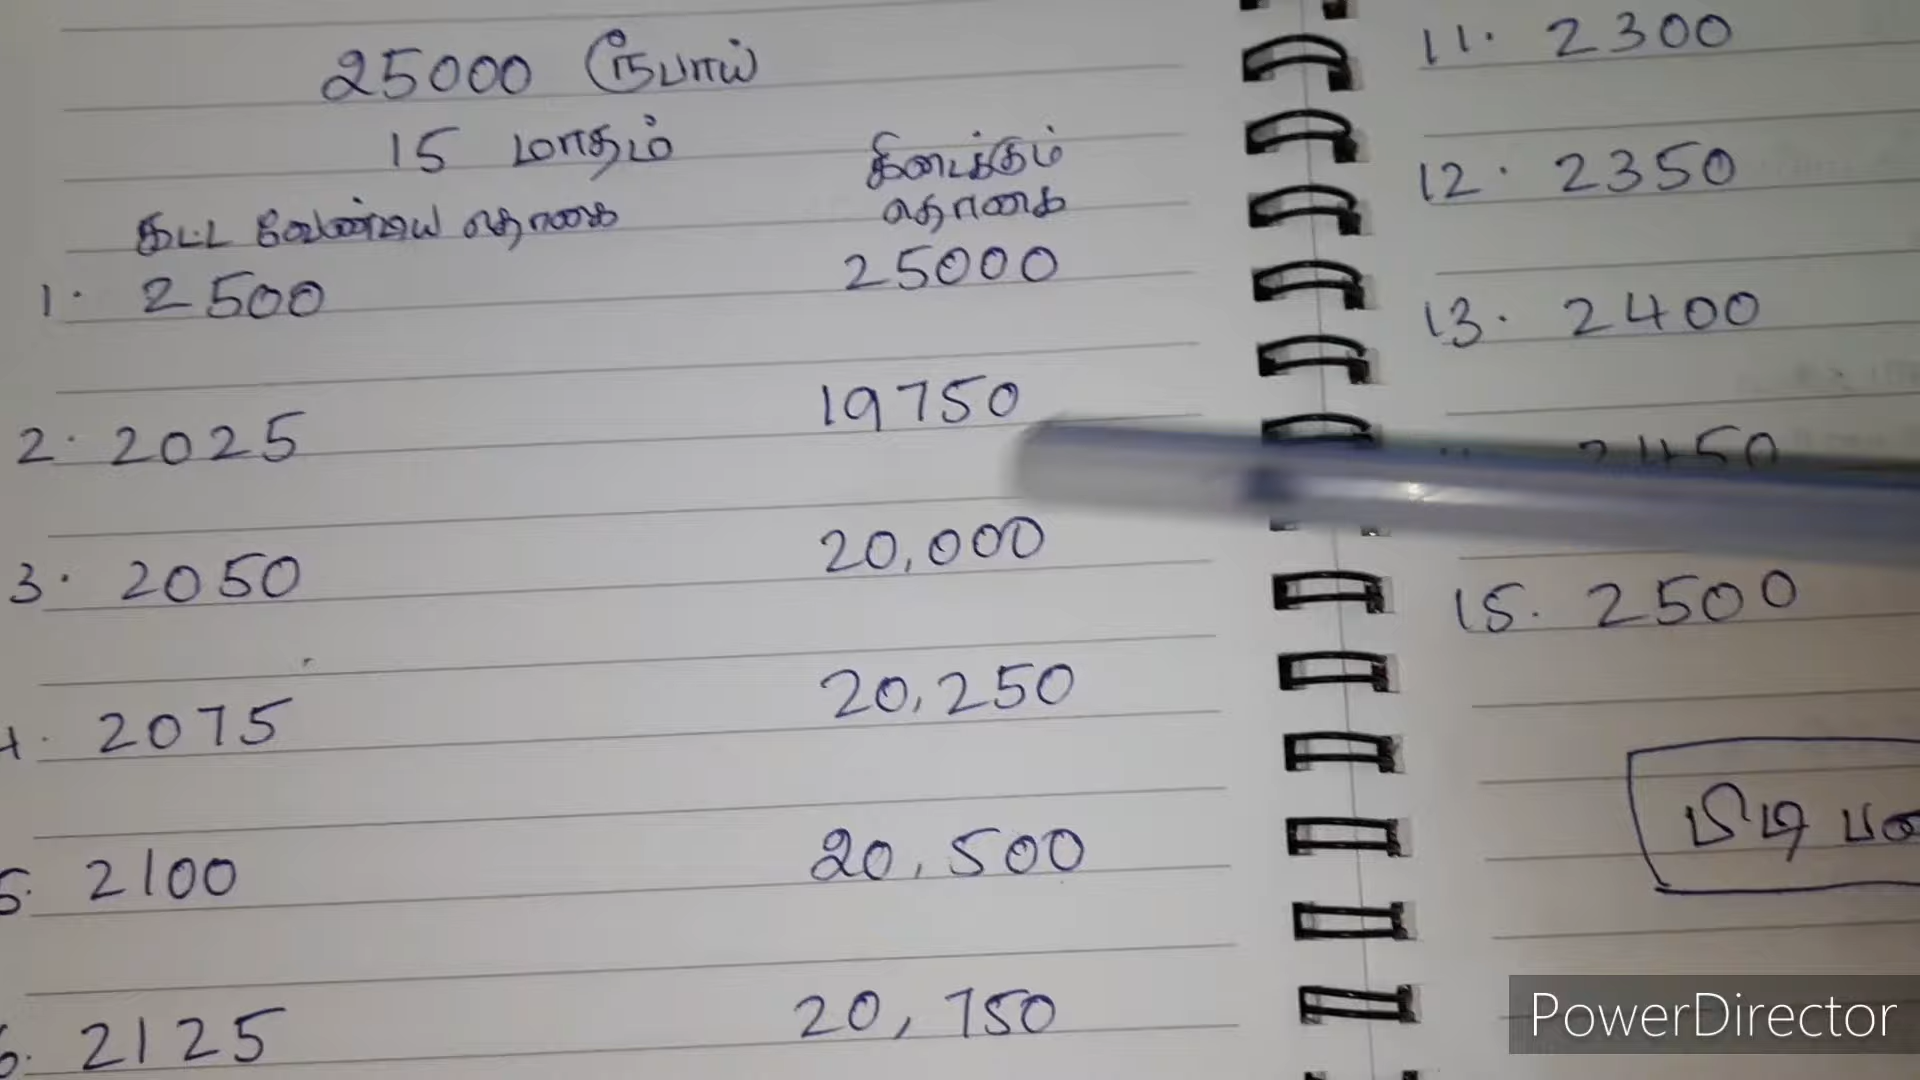 25000 ரூபாய்
15 மாதம்
கட்ட வேண்டிய தொகை
கிடைக்கும்
தொகை
1. 2500 25000
2. 2025 19750
3. 2050 20,000
4. 2075 20,250
5. 2100 20,500
6. 2125 20,750
11. 2300
12. 2350
13. 2400
2450
15. 2500
பிடி
PowerDirector